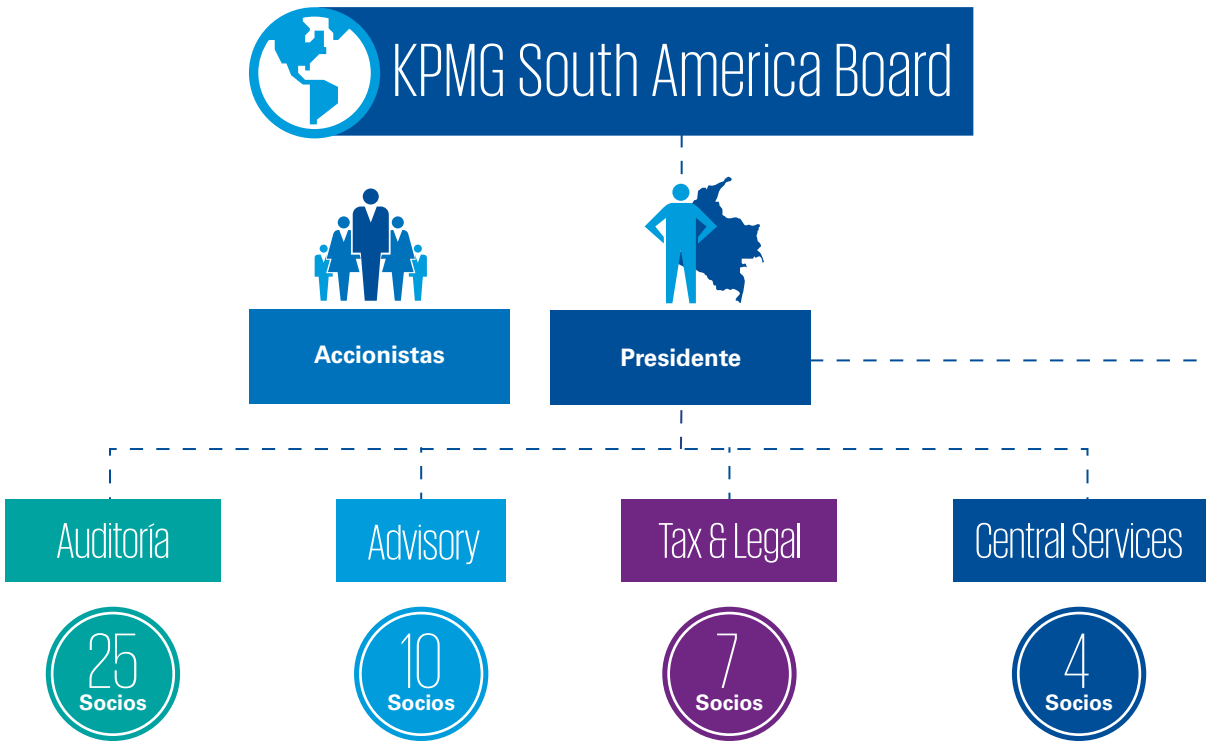 KPMG South America Board
Accionistas
Presidente
Auditoría
Advisory
Tax & Legal
Central Services
25
Socios
10
Socios
7
Socios
4
Socios